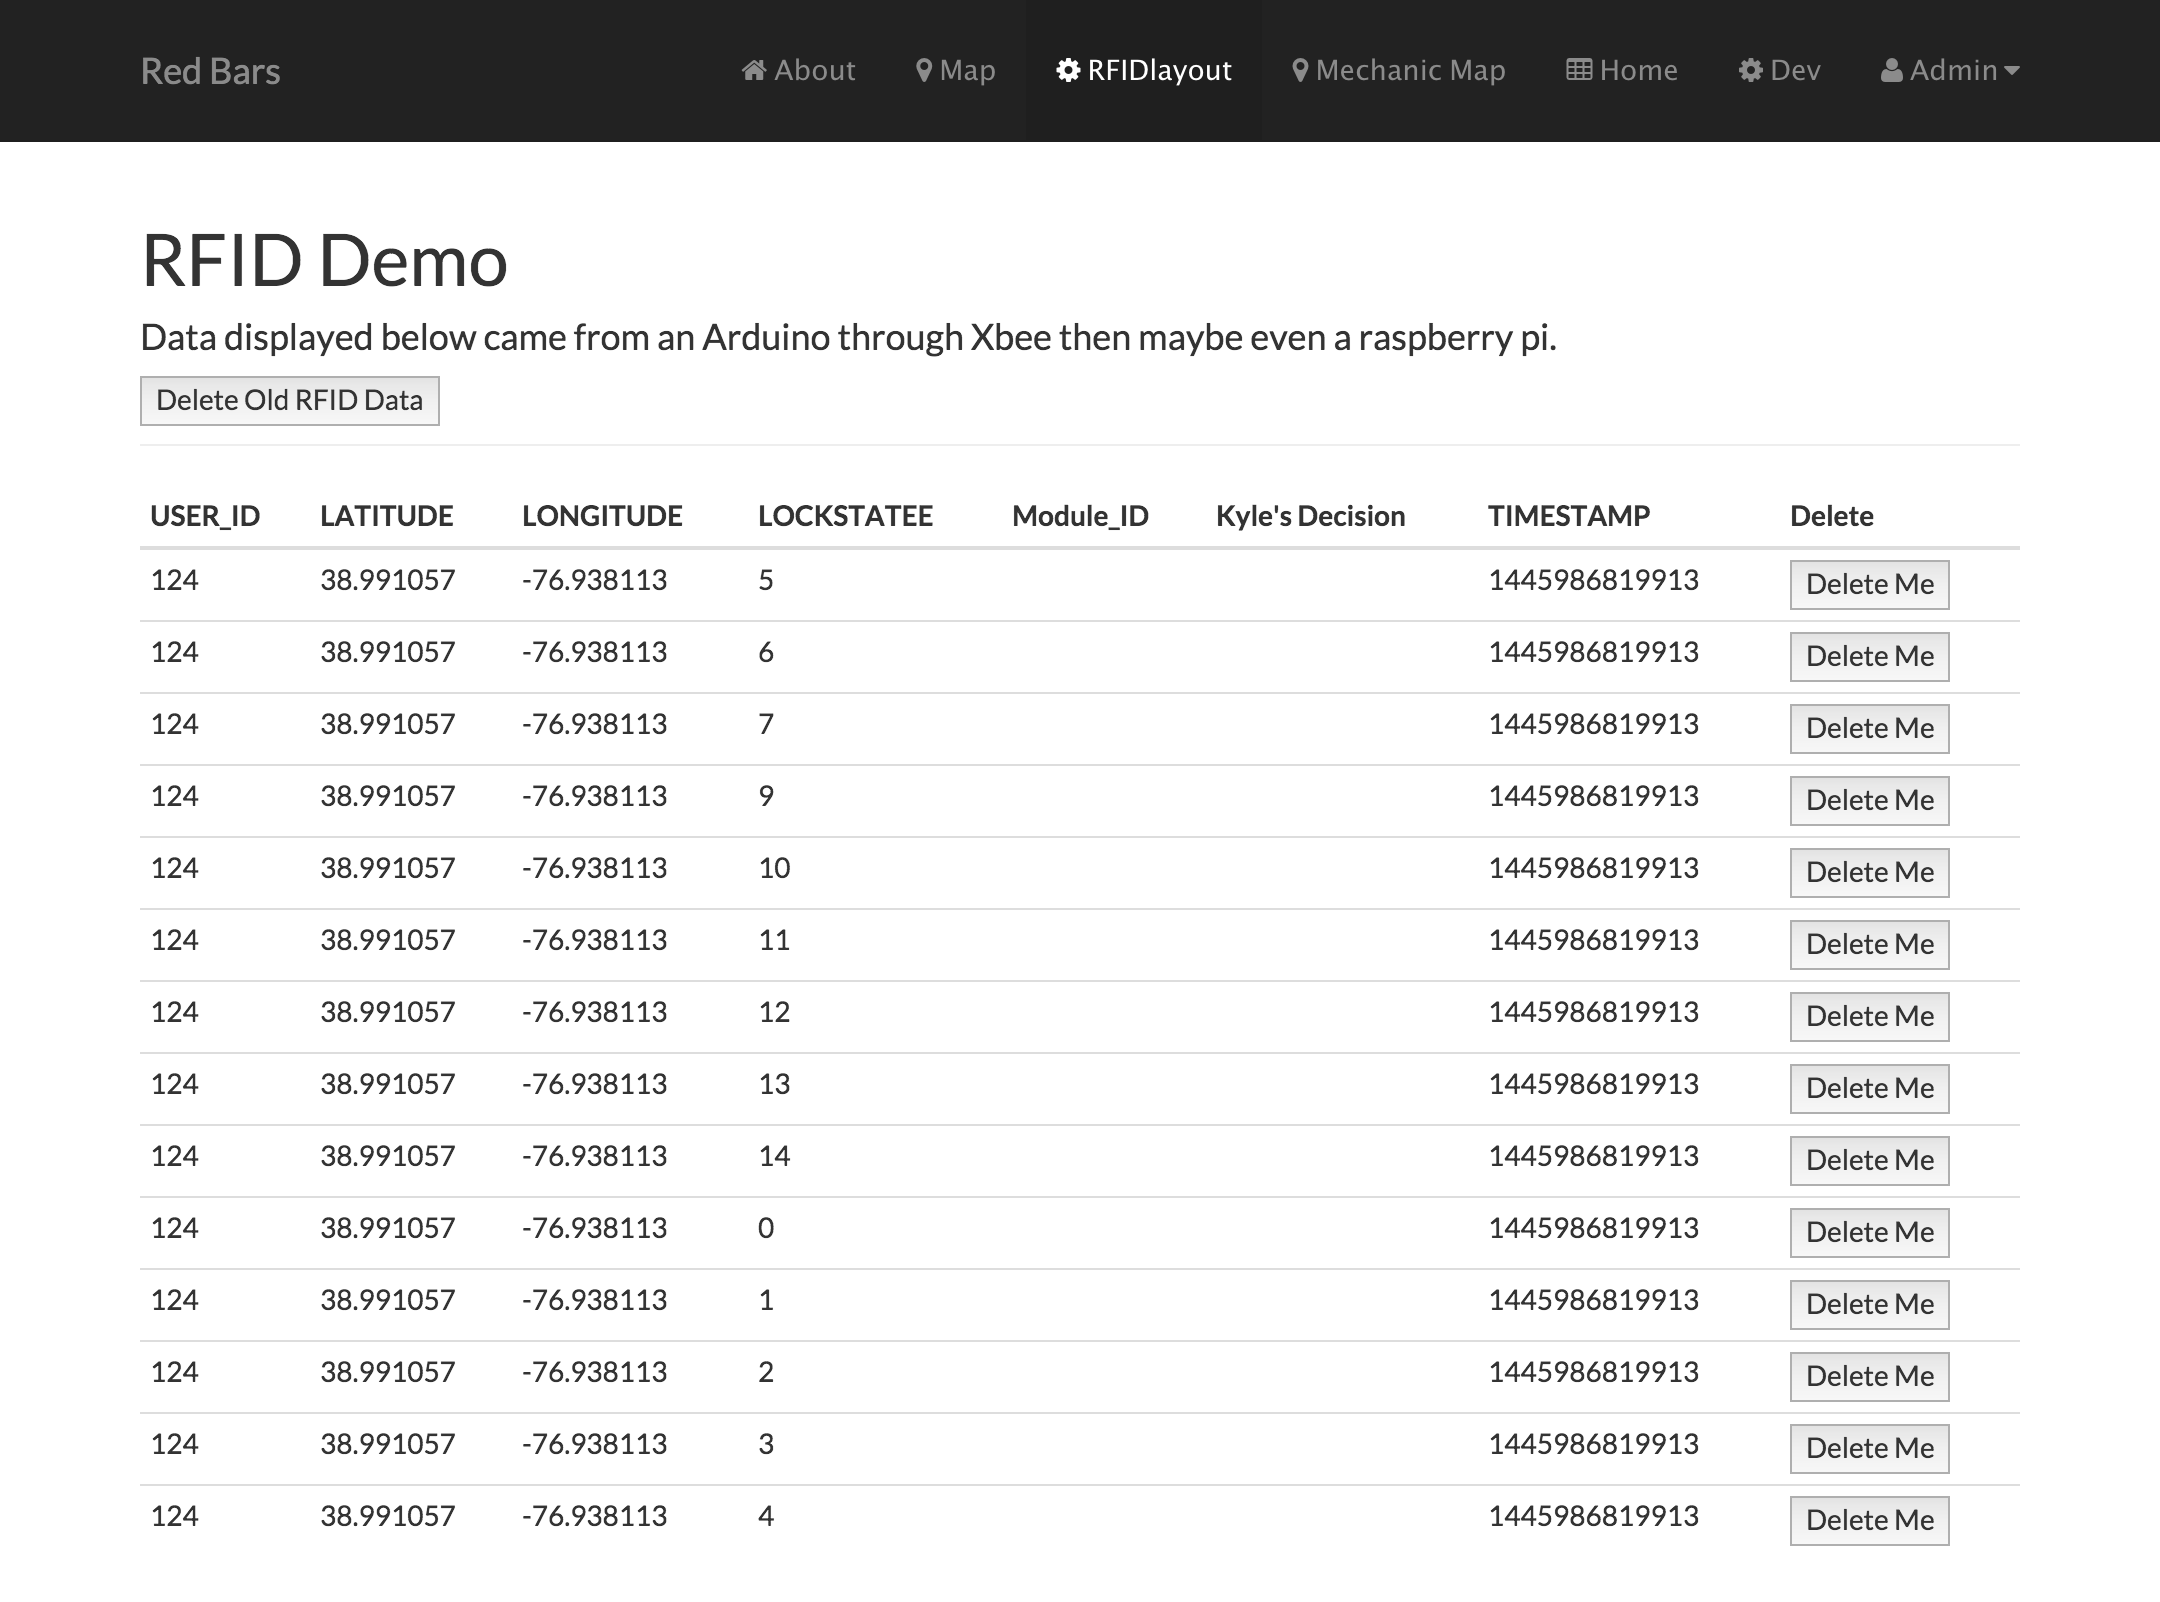 Red Bars About Map RFIDlayout Mechanic Map Home Dev Admin
RFID Demo
Data displayed below came from an Arduino through Xbee then maybe even a raspberry pi.
Delete Old RFID Data
USER_ID LATITUDE LONGITUDE LOCKSTATEE Module_ID Kyle's Decision TIMESTAMP Delete
124 38.991057 -76.938113 5 1445986819913 Delete Me
124 38.991057 -76.938113 6 1445986819913 Delete Me
124 38.991057 -76.938113 7 1445986819913 Delete Me
124 38.991057 -76.938113 9 1445986819913 Delete Me
124 38.991057 -76.938113 10 1445986819913 Delete Me
124 38.991057 -76.938113 11 1445986819913 Delete Me
124 38.991057 -76.938113 12 1445986819913 Delete Me
124 38.991057 -76.938113 13 1445986819913 Delete Me
124 38.991057 -76.938113 14 1445986819913 Delete Me
124 38.991057 -76.938113 0 1445986819913 Delete Me
124 38.991057 -76.938113 1 1445986819913 Delete Me
124 38.991057 -76.938113 2 1445986819913 Delete Me
124 38.991057 -76.938113 3 1445986819913 Delete Me
124 38.991057 -76.938113 4 1445986819913 Delete Me